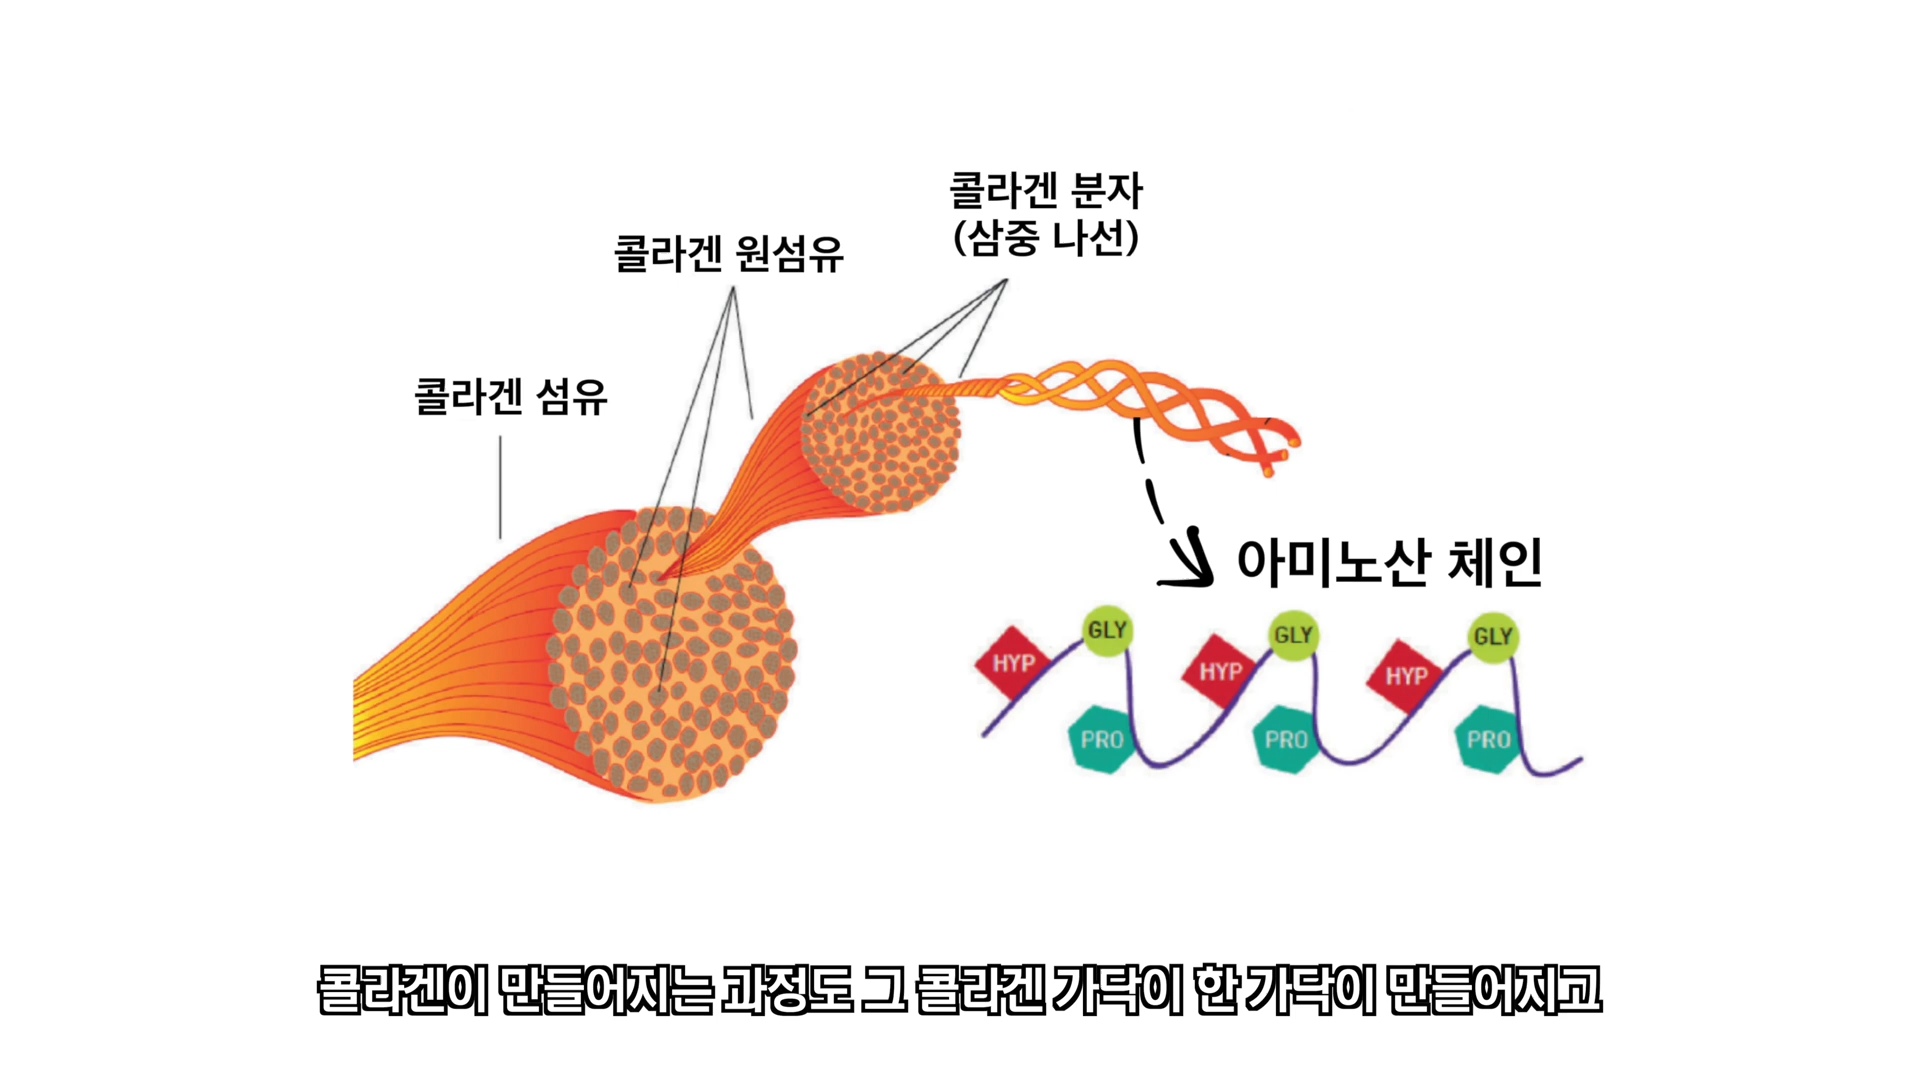 콜라겐 분자
(삼중 나선)
콜라겐 원섬유
콜라겐 섬유
아미노산 체인
HYP GLY HYP GLY HYP GLY
PRO PRO PRO
콜라겐이 만들어지는 과정도 그 콜라겐 가닥이 한 가닥이 만들어지고